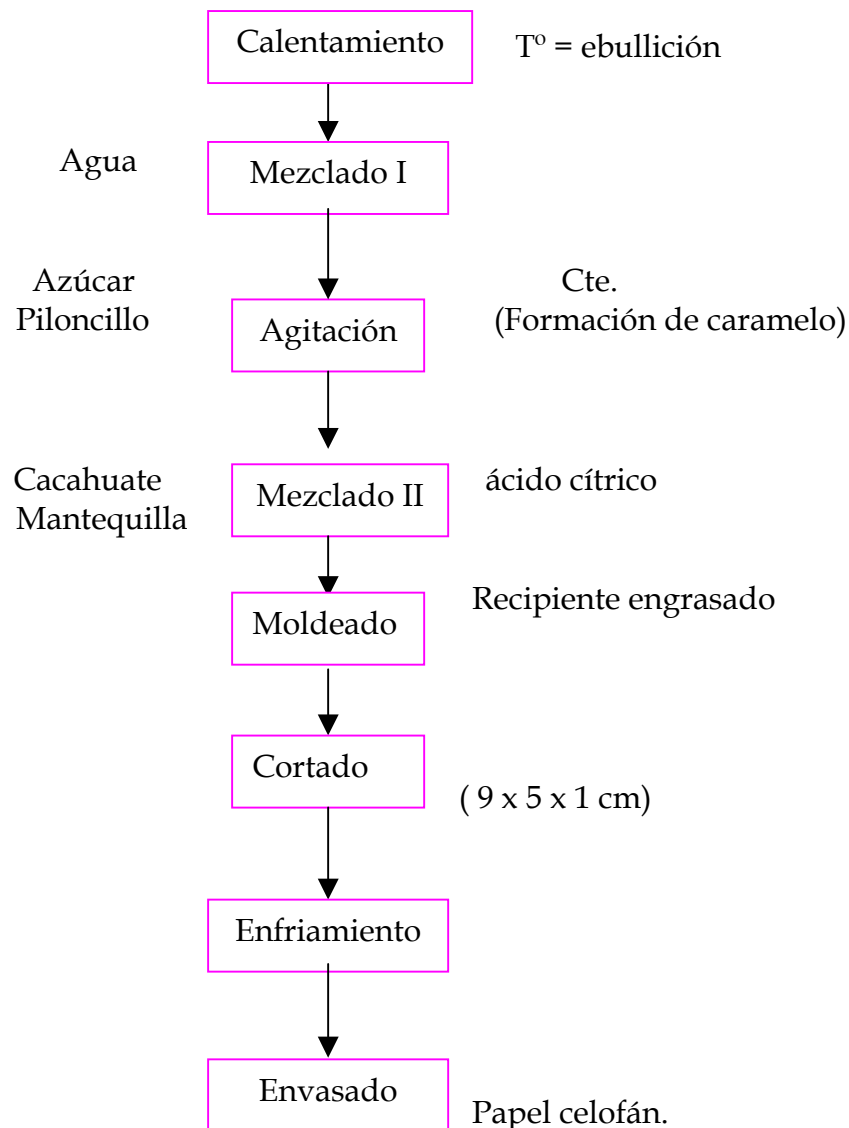 Calentamiento
Tº = ebullición
Agua
Mezclado I
Azúcar
Piloncillo
Agitación
Cte.
(Formación de caramelo)
Cacahuate
Mantequilla
Mezclado II
ácido cítrico
Moldeado
Recipiente engrasado
Cortado
( 9 x 5 x 1 cm)
Enfriamiento
Envasado
Papel celofán.